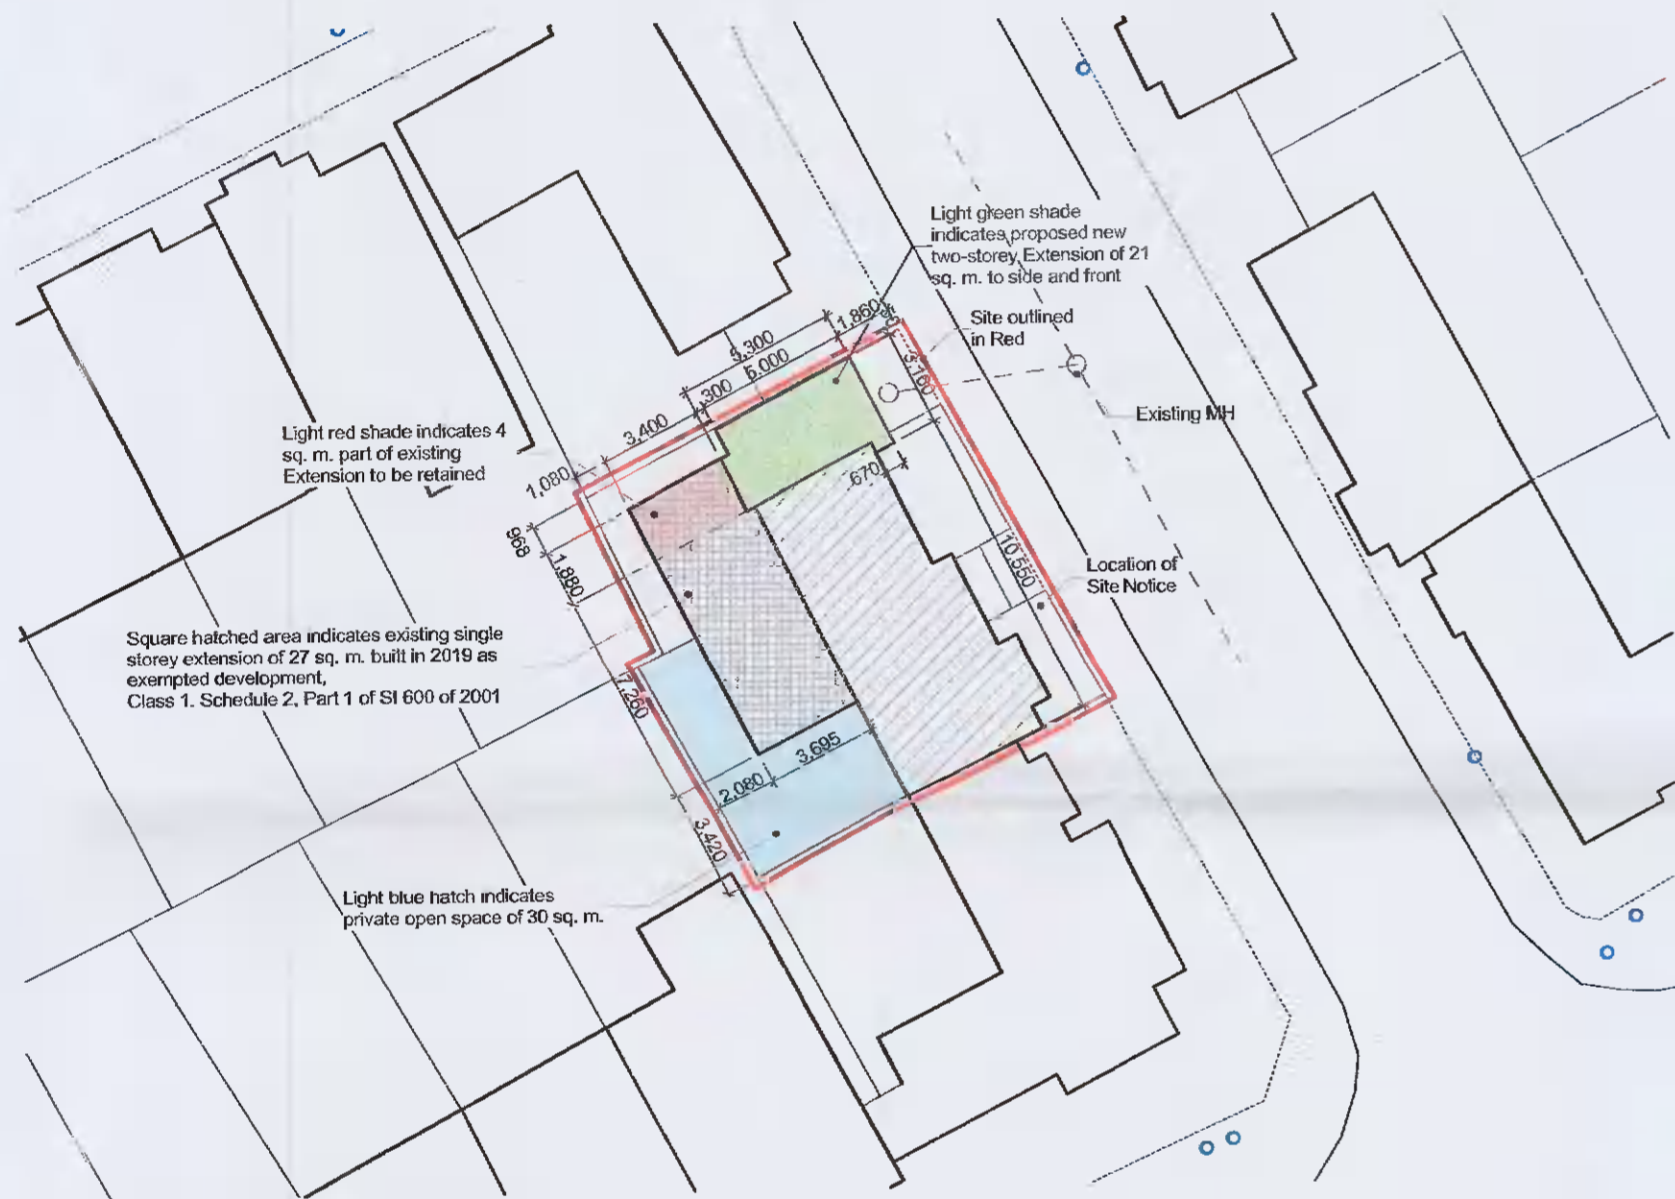 Light green shade
indicates proposed new
two-storey Extension of 21
sq. m. to side and front
Site outlined
in Red
1,860
5,300
5,000
300
3,160
Existing MH
3,400
Light red shade indicates 4
sq. m. part of existing
Extension to be retained
1,080
670
968
1,880
10,550
Location of
Site Notice
Square hatched area indicates existing single
storey extension of 27 sq. m. built in 2019 as
exempted development,
Class 1. Schedule 2, Part 1 of SI 600 of 2001
7,260
3,695
2,080
3,420
Light blue hatch indicates
private open space of 30 sq. m.